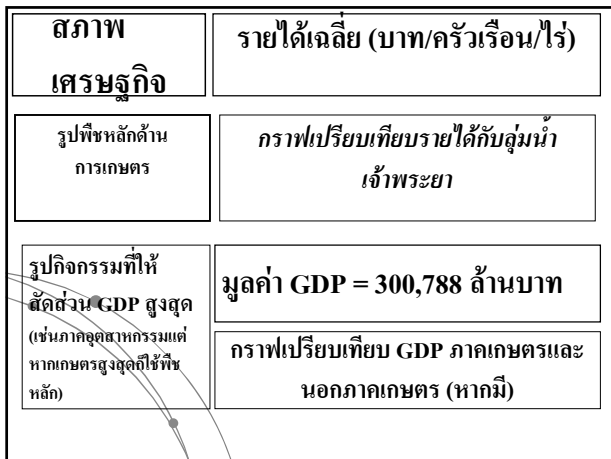 สภาพ
เศรษฐกิจ
รายได้เฉลี่ย (บาท/ครัวเรือน/ไร่)
รูปพืชหลักด้าน
การเกษตร
กราฟเปรียบเทียบรายได้กับลุ่มน้ำ
เจ้าพระยา
รูปกิจกรรมที่ให้
สัดส่วน GDP สูงสุด
(เช่นภาคอุตสาหกรรมแต่
หากเกษตรสูงสุดก็ใช้พืช
หลัก)
มูลค่า GDP = 300,788 ล้านบาท
กราฟเปรียบเทียบ GDP ภาคเกษตรและ
นอกภาคเกษตร (หากมี)